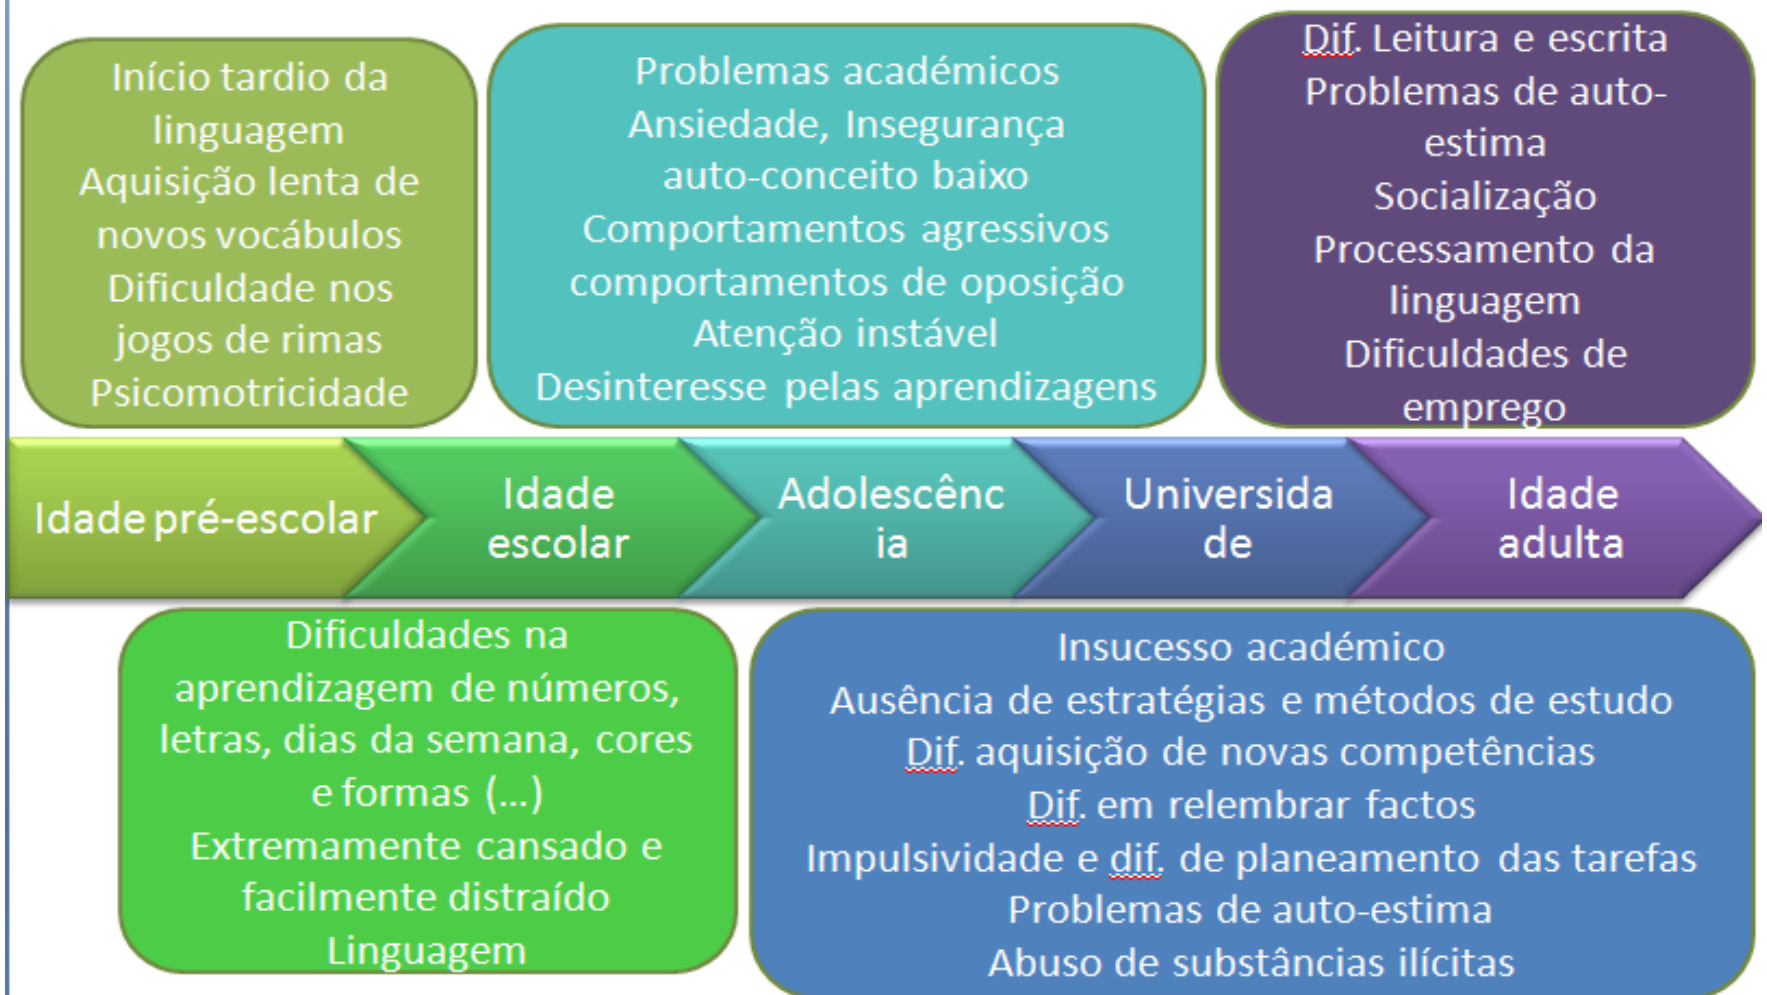 Início tardio da
linguagem
Aquisição lenta de
novos vocábulos
Dificuldade nos
jogos de rimas
Psicomotricidade
Problemas académicos
Ansiedade, Insegurança
auto-conceito baixo
Comportamentos agressivos
comportamentos de oposição
Atenção instável
Desinteresse pelas aprendizagens
Dif. Leitura e escrita
Problemas de auto-
estima
Socialização
Processamento da
linguagem
Dificuldades de
emprego
Idade pré-escolar
Idade
escolar
Adolescênc
ia
Universida
de
Idade
adulta
Dificuldades na
aprendizagem de números,
letras, dias da semana, cores
e formas (...)
Extremamente cansado e
facilmente distraído
Linguagem
Insucesso académico
Ausência de estratégias e métodos de estudo
Dif. aquisição de novas competências
Dif. em relembrar factos
Impulsividade e dif. de planeamento das tarefas
Problemas de auto-estima
Abuso de substâncias ilícitas